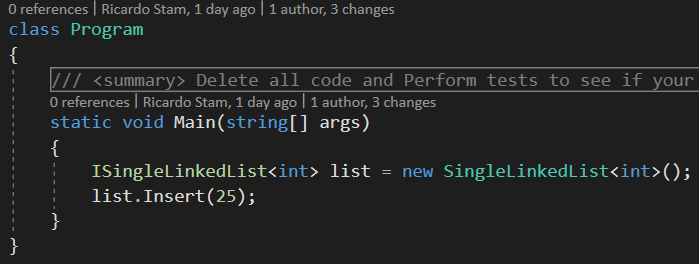 0 references | Ricardo Stam, 1 day ago | 1 author, 3 changes
class Program
{
/// <summary> Delete all code and Perform tests to see if your
0 references | Ricardo Stam, 1 day ago | 1 author, 3 changes
static void Main(string[] args)
{
ISingleLinkedList<int> list = new SingleLinkedList<int>();
list.Insert(25);
}
}